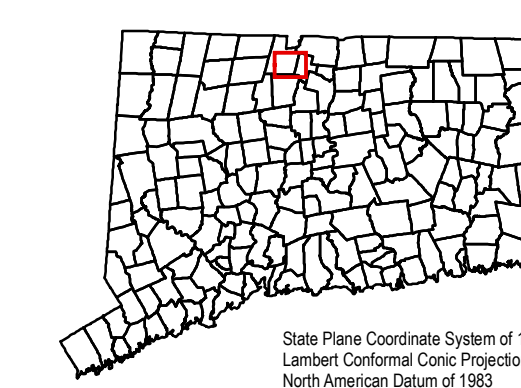 State Plane Coordinate System of 1
Lambert Conformal Conic Projectio
North American Datum of 1983